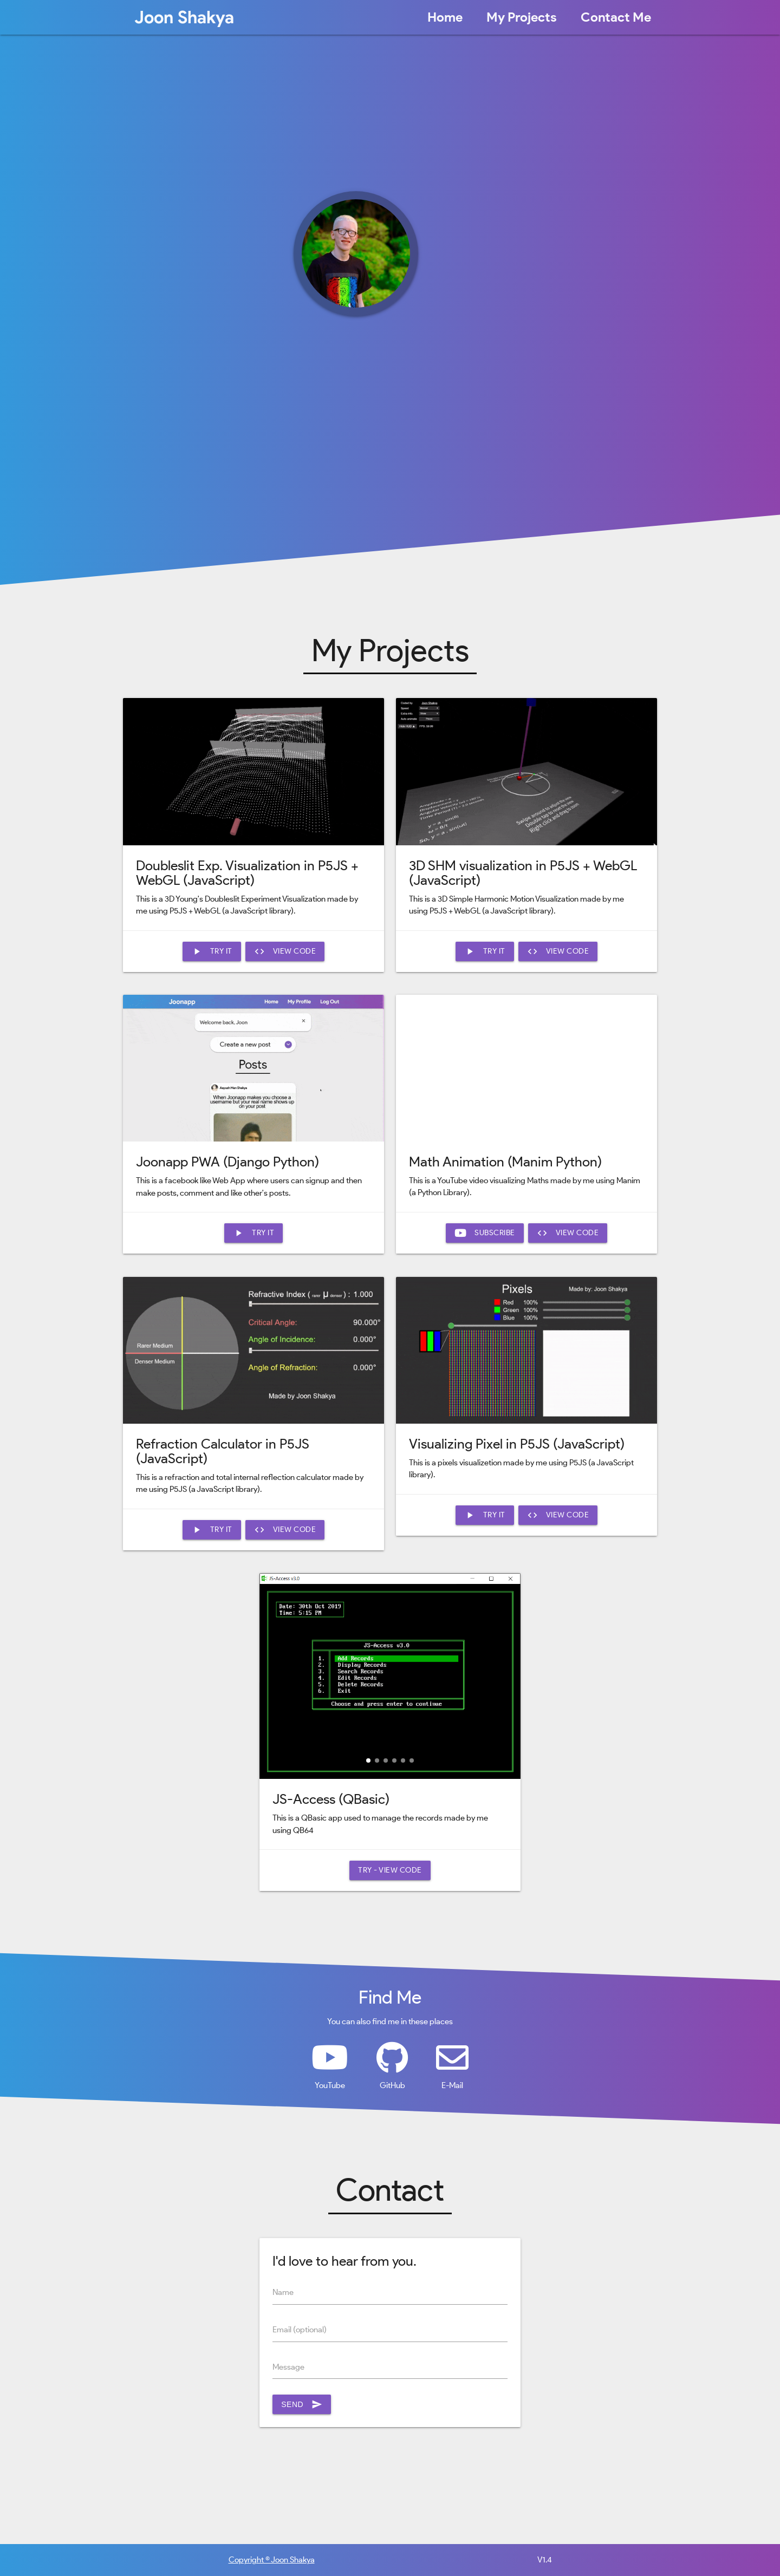 Joon Shakya
Home
My Projects
Contact Me
My Projects
Doubleslit Exp. Visualization in P5JS +
WebGL (JavaScript)
This is a 3D Young's Doubleslit Experiment Visualization made by
me using P5JS + WebGL (a JavaScript library).
TRY IT
VIEW CODE
3D SHM visualization in P5JS + WebGL
(JavaScript)
This is a 3D Simple Harmonic Motion Visualization made by me
using P5JS + WebGL (a JavaScript library).
TRY IT
VIEW CODE
Joonapp
Home
My Profile
Log Out
Welcome back, Joon
Create a new post
Posts
When Joonapp makes you choose a
username but your real name shows up
on your post
Joonapp PWA (Django Python)
This is a facebook like Web App where users can signup and then
make posts, comment and like other's posts.
TRY IT
Math Animation (Manim Python)
This is a YouTube video visualizing Maths made by me using Manim
(a Python Library).
SUBSCRIBE
VIEW CODE
Refractive Index ( rarer μ denser ) : 1.000
Critical Angle: 90.000°
Angle of Incidence: 0.000°
Angle of Refraction: 0.000°
Rarer Medium
Denser Medium
Made by Joon Shakya
Refraction Calculator in P5JS
(JavaScript)
This is a refraction and total internal reflection calculator made by
me using P5JS (a JavaScript library).
TRY IT
VIEW CODE
Pixels
Made by: Joon Shakya
Red 100%
Green 100%
Blue 100%
Visualizing Pixel in P5JS (JavaScript)
This is a pixels visualizetion made by me using P5JS (a JavaScript
library).
TRY IT
VIEW CODE
JS-Access v3.0
Date: 30th Oct 2019
Time: 5:15 PM
JS-Access v3.0
1. Add Records
2. Display Records
3. Search Records
4. Edit Records
5. Delete Records
6. Exit
Choose and press enter to continue
JS-Access (QBasic)
This is a QBasic app used to manage the records made by me
using QB64
TRY - VIEW CODE
Find Me
You can also find me in these places
YouTube
GitHub
E-Mail
Contact
I'd love to hear from you.
Name
Email (optional)
Message
SEND
Copyright ® Joon Shakya
V1.4